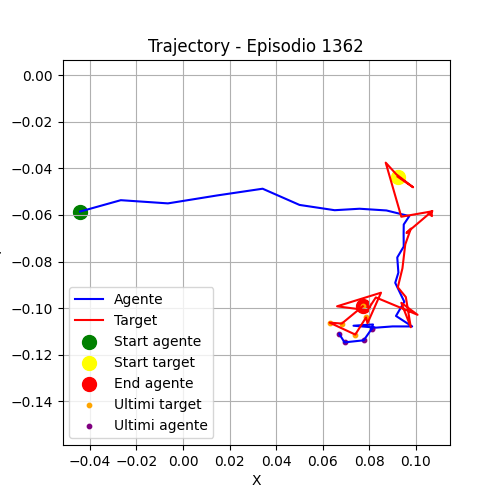 Trajectory - Episodio 1362
0.00
−0.02
−0.04
−0.06
−0.08
−0.10
−0.12
−0.14
Agente
Target
Start agente
Start target
End agente
Ultimi target
Ultimi agente
−0.04 −0.02 0.00 0.02 0.04 0.06 0.08 0.10
X